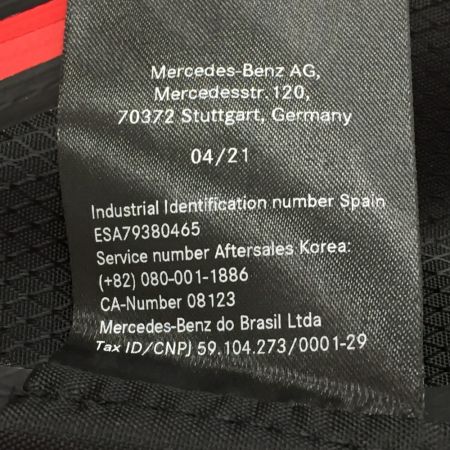 Mercedes-Benz AG,
Mercedesstr. 120,
70372 Stuttgart, Germany
04/21
Industrial Identification number Spain
ESA79380465
Service number Aftersales Korea:
(+82) 080-001-1886
CA-Number 08123
Mercedes-Benz do Brasil Ltda
Tax ID/CNPJ 59.104.273/0001-29